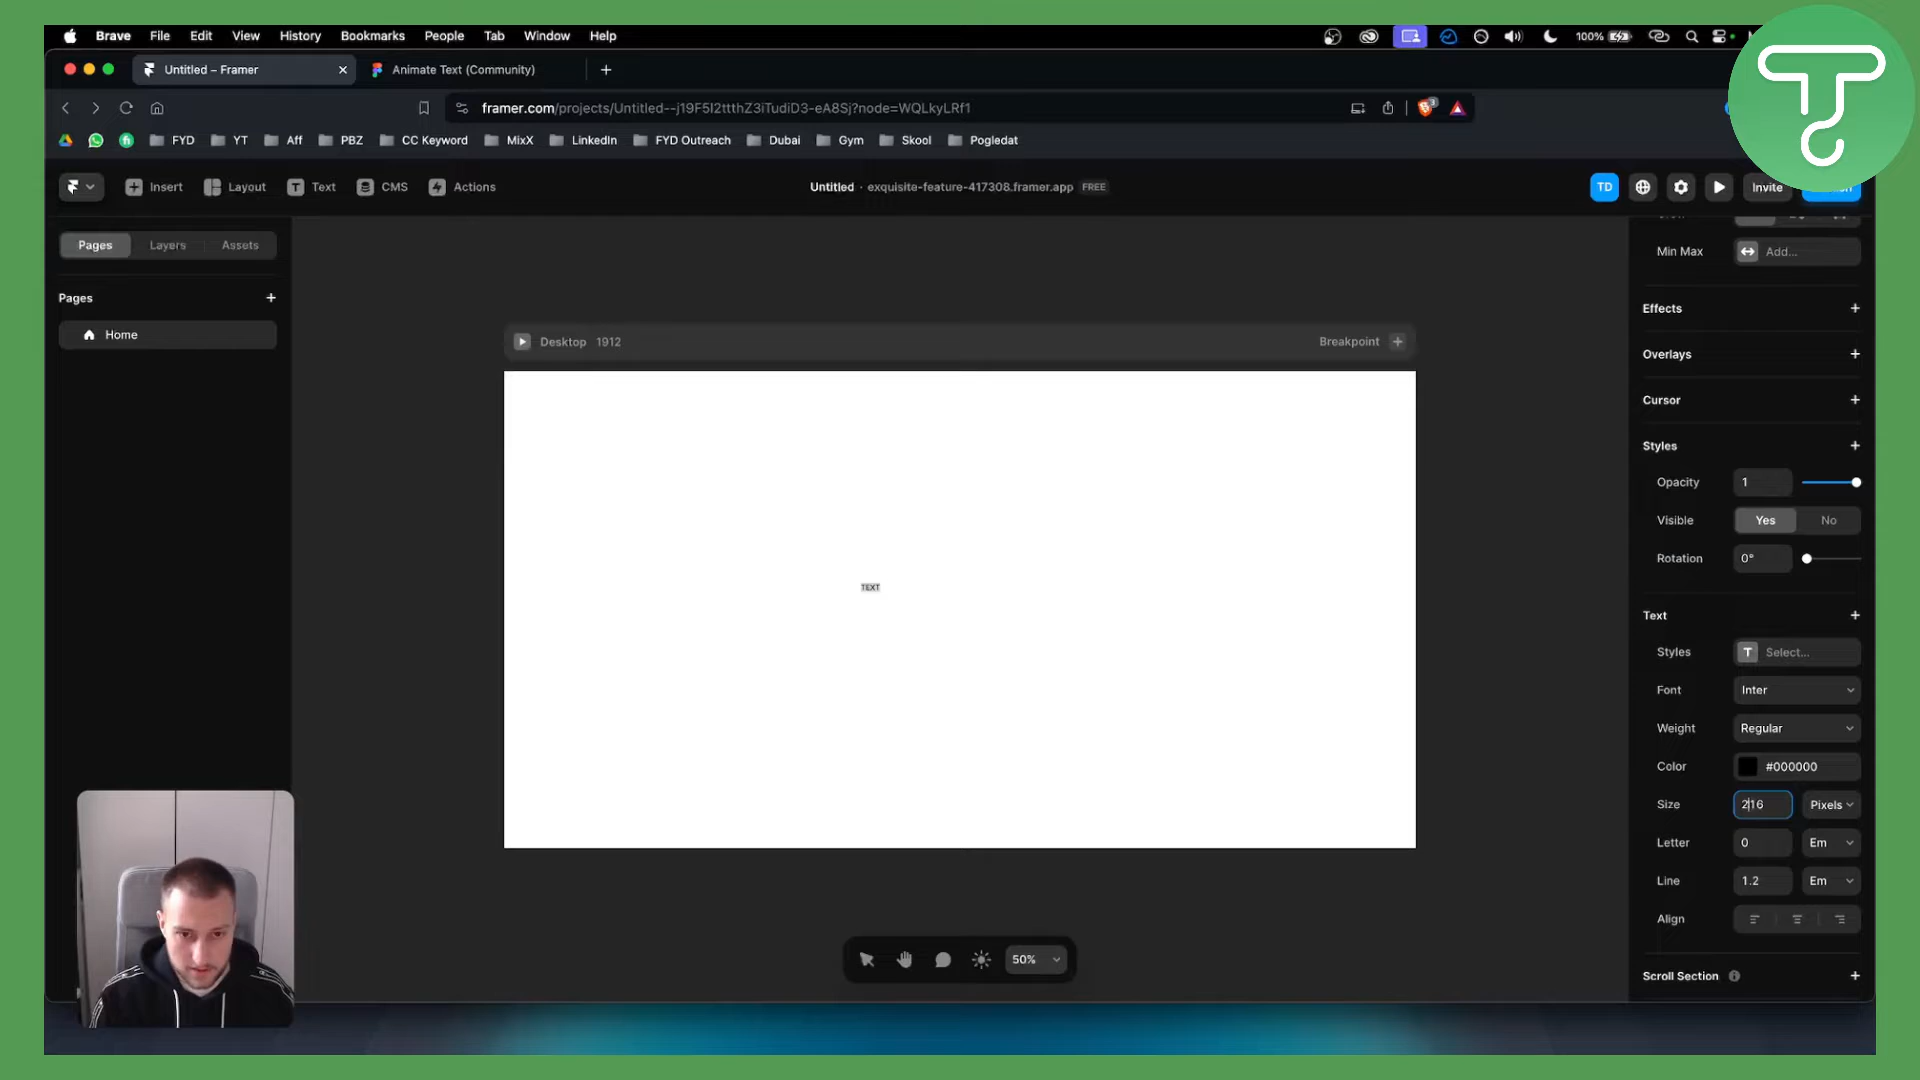 Brave File Edit View History Bookmarks People Tab Window Help 100%
Untitled – Framer Animate Text (Community)
framer.com/projects/Untitled--j19F5I2ttthZ3iTudiD3-eA8Sj?node=WQLkyLRf1 3
FYD YT Aff PBZ CC Keyword MixX LinkedIn FYD Outreach Dubai Gym Skool Pogledat
Insert Layout Text CMS Actions Untitled · exquisite-feature-417308.framer.app FREE TD Invite
Pages Layers Assets
Min Max Add...
Pages
Effects
Home
Desktop 1912 Breakpoint
Overlays
Cursor
Styles
Opacity 1
Visible Yes No
Rotation 0°
TEXT
Text
Styles T Select...
Font Inter
Weight Regular
Color #000000
Size 216 Pixels
Letter 0 Em
Line 1.2 Em
Align
50%
Scroll Section